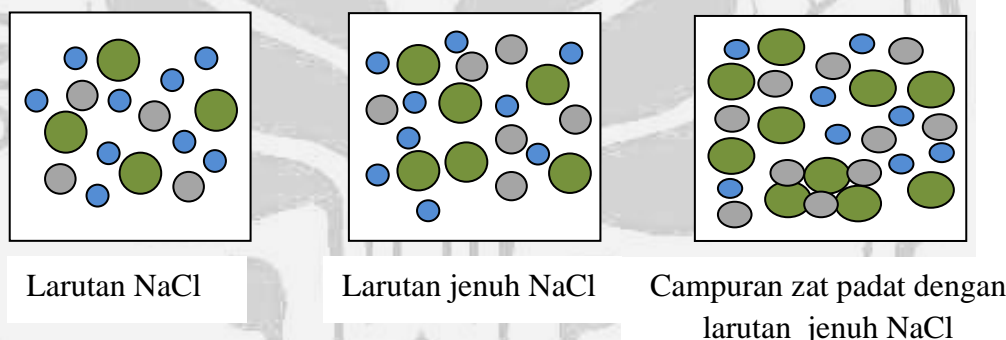 Larutan NaCl
Larutan jenuh NaCl
Campuran zat padat dengan
larutan jenuh NaCl